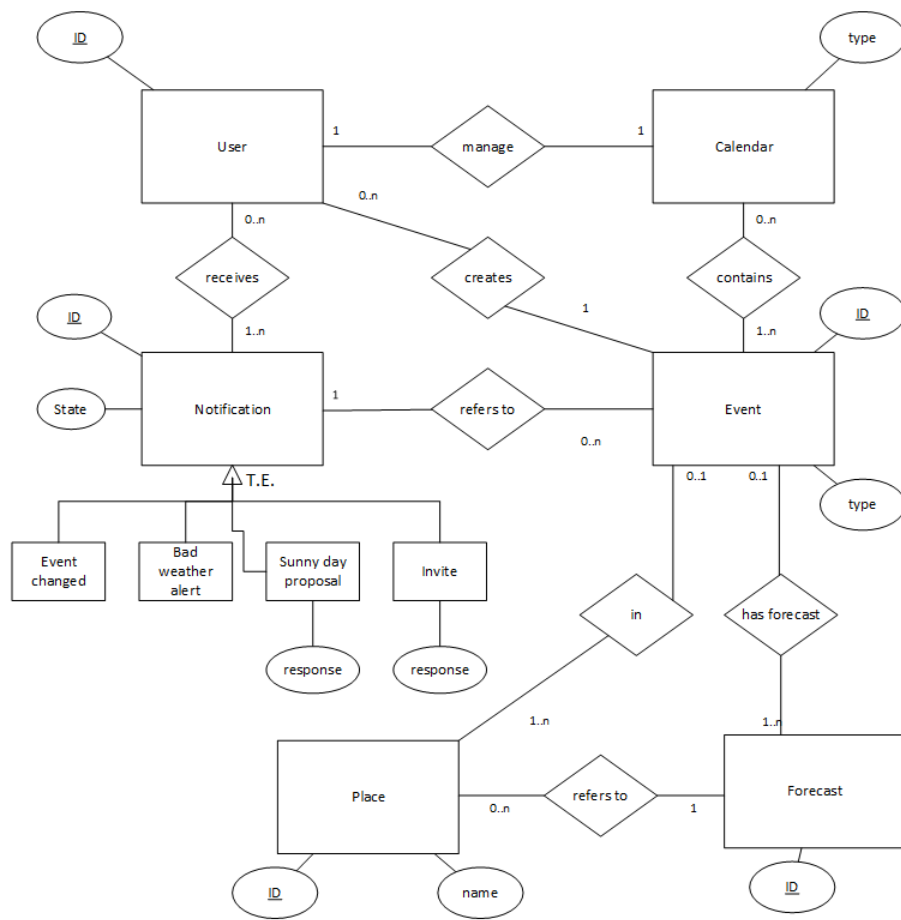 ID
type
User
1
manage
1
Calendar
0..n
0..n
0..n
receives
creates
contains
1..n
1
1..n
ID
ID
State
Notification
1
refers to
0..n
Event
T.E.
0..1
0..1
type
Event
changed
Bad
weather
alert
Sunny day
proposal
Invite
response
response
in
has forecast
1..n
1..n
Place
0..n
refers to
1
Forecast
ID
name
ID